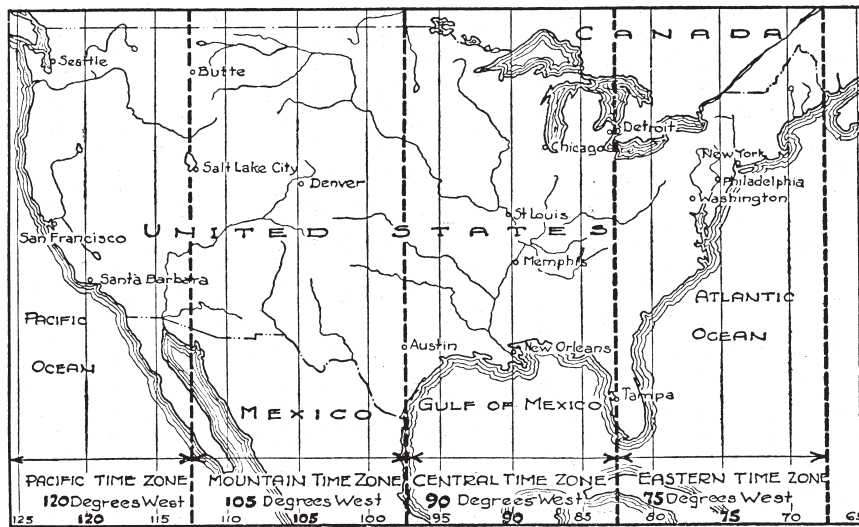 CANADA
Seattle
Butte
Detroit
Chicago
New York
Salt Lake City
Denver
Philadelphia
Washington
St Louis
San Francisco
UNITED STATES
Memphis
Santa Barbara
ATLANTIC
OCEAN
PACIFIC
OCEAN
Austin
New Orleans
Tampa
MEXICO
GULF OF MEXICO
PACIFIC TIME ZONE
120 Degrees West
MOUNTAIN TIME ZONE
105 Degrees West
CENTRAL TIME ZONE
90 Degrees West
EASTERN TIME ZONE
75 Degrees West
125 120 115 110 105 100 95 90 85 80 75 70